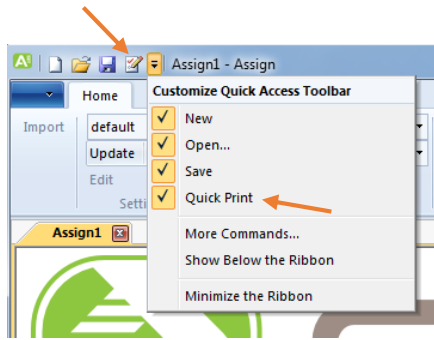 Assign1 - Assign
Home
Customize Quick Access Toolbar
Import
default
New
Update
Open...
Edit
Save
Setti
Quick Print
Assign1
More Commands...
Show Below the Ribbon
Minimize the Ribbon